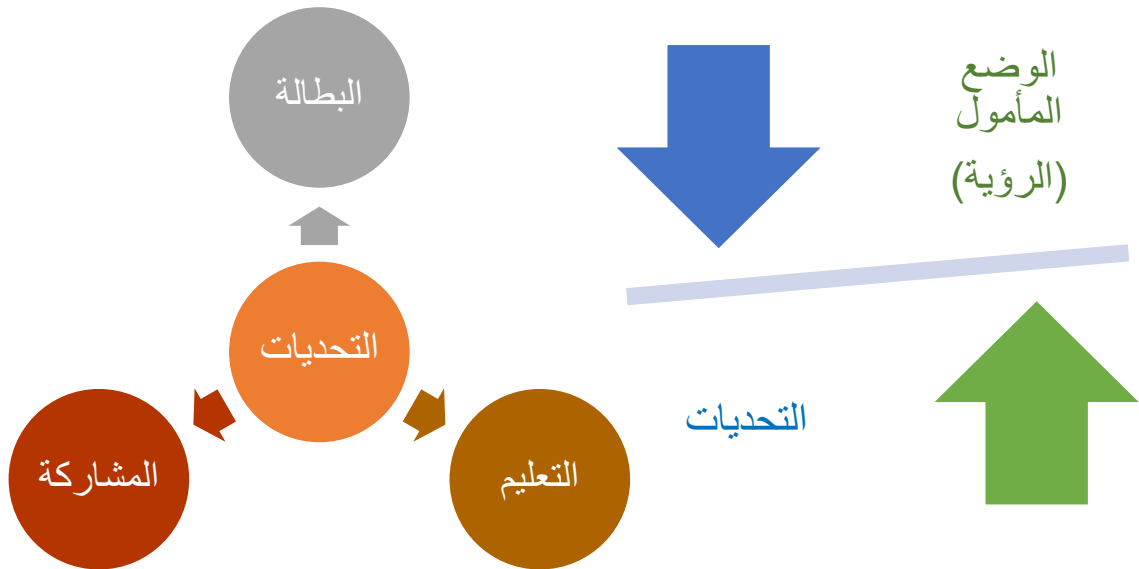 الوضع
المأمول
(الرؤية)
التحديات
البطالة
التحديات
التعليم
المشاركة